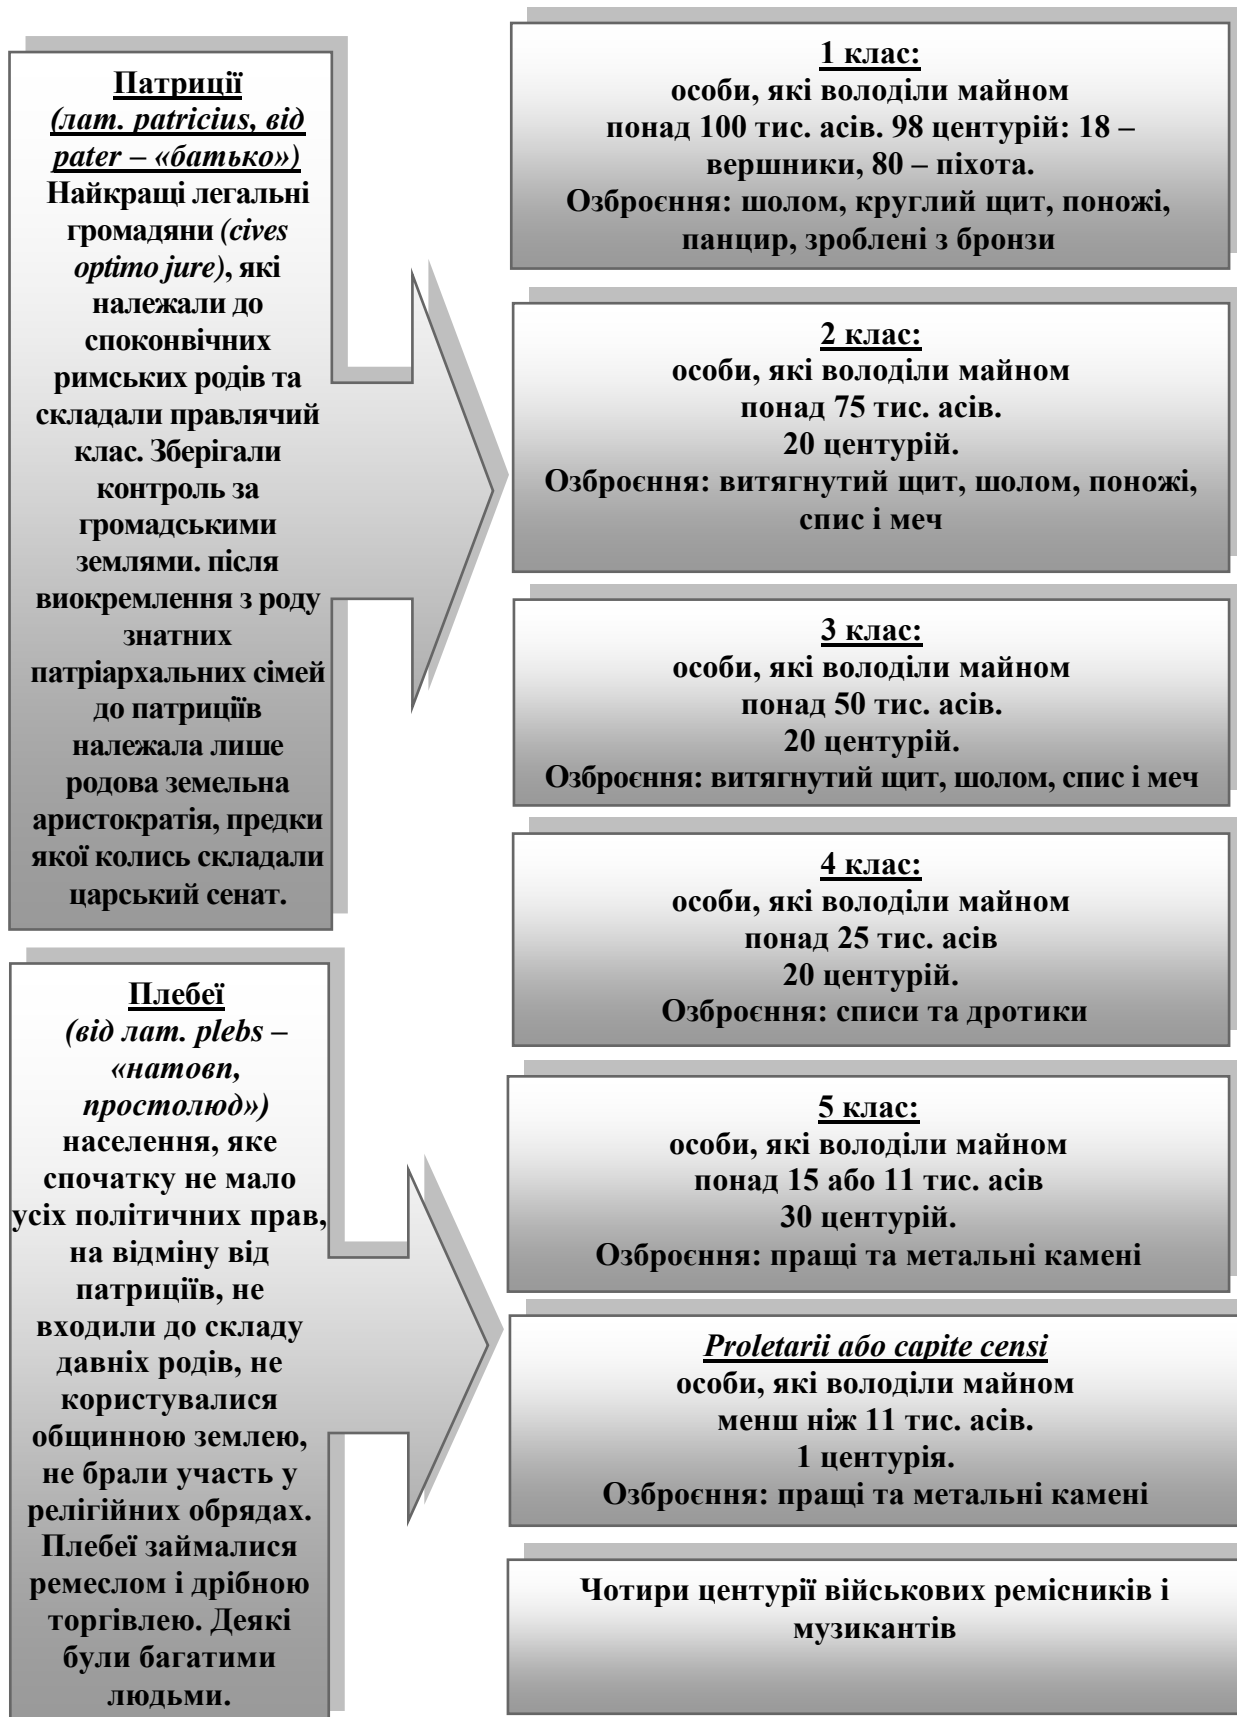 Патриції
(лат. patricius, від
pater – «батько»)
Найкращі легальні
громадяни (cives
optimo jure), які
належали до
споконвічних
римських родів та
складали правлячий
клас. Зберігали
контроль за
громадськими
землями. після
виокремлення з роду
знатних
патріархальних сімей
до патриціїв
належала лише
родова земельна
аристократія, предки
якої колись складали
царський сенат.
Плебеї
(від лат. plebs –
«натовп,
простолюд»)
населення, яке
спочатку не мало
усіх політичних прав,
на відміну від
патриціїв, не
входили до складу
давніх родів, не
користувалися
общинною землею,
не брали участь у
релігійних обрядах.
Плебеї займалися
ремеслом і дрібною
торгівлею. Деякі
були багатими
людьми.
1 клас:
особи, які володіли майном
понад 100 тис. асів. 98 центурій: 18 –
вершники, 80 – піхота.
Озброєння: шолом, круглий щит, поножі,
панцир, зроблені з бронзи
2 клас:
особи, які володіли майном
понад 75 тис. асів.
20 центурій.
Озброєння: витягнутий щит, шолом, поножі,
спис і меч
3 клас:
особи, які володіли майном
понад 50 тис. асів.
20 центурій.
Озброєння: витягнутий щит, шолом, спис і меч
4 клас:
особи, які володіли майном
понад 25 тис. асів
20 центурій.
Озброєння: списи та дротики
5 клас:
особи, які володіли майном
понад 15 або 11 тис. асів
30 центурій.
Озброєння: пращі та метальні камені
Proletarii або capite censi
особи, які володіли майном
менш ніж 11 тис. асів.
1 центурія.
Озброєння: пращі та метальні камені
Чотири центурії військових ремісників і
музикантів